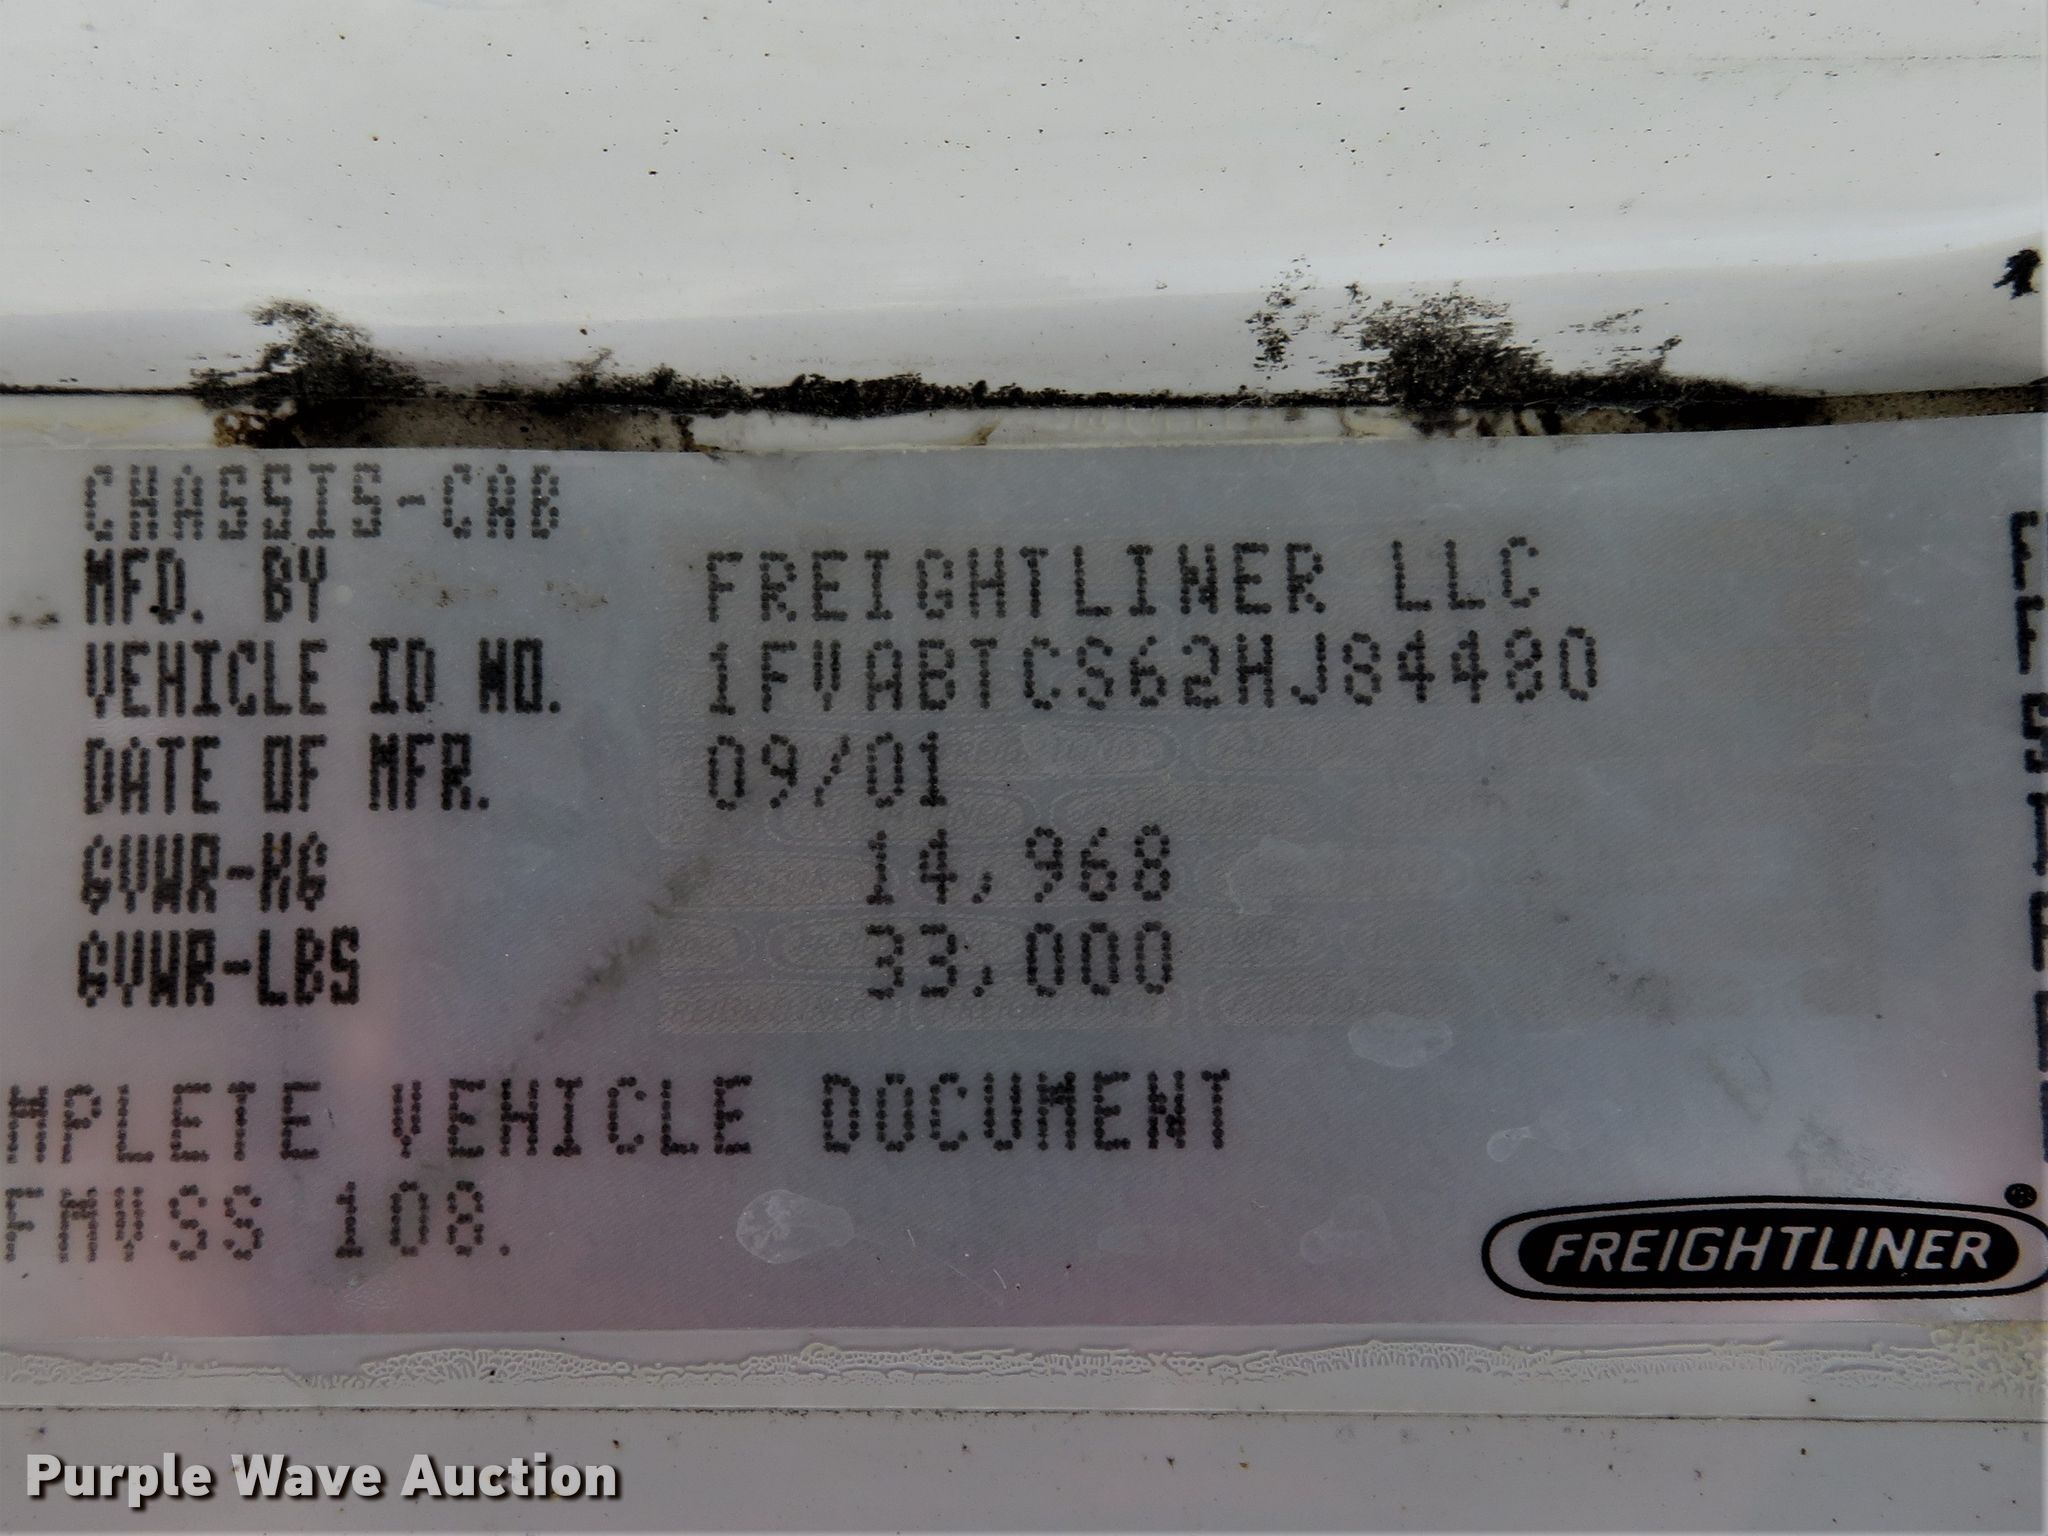 CHASSIS-CAB
MFD. BY FREIGHTLINER LLC
VEHICLE ID NO. 1FVABTCS62HJ84480
DATE OF MFR. 09/01
GVWR-KG 14,968
GVWR-LBS 33,000
MPLETE VEHICLE DOCUMENT
FMVSS 108.
FREIGHTLINER®
Purple Wave Auction